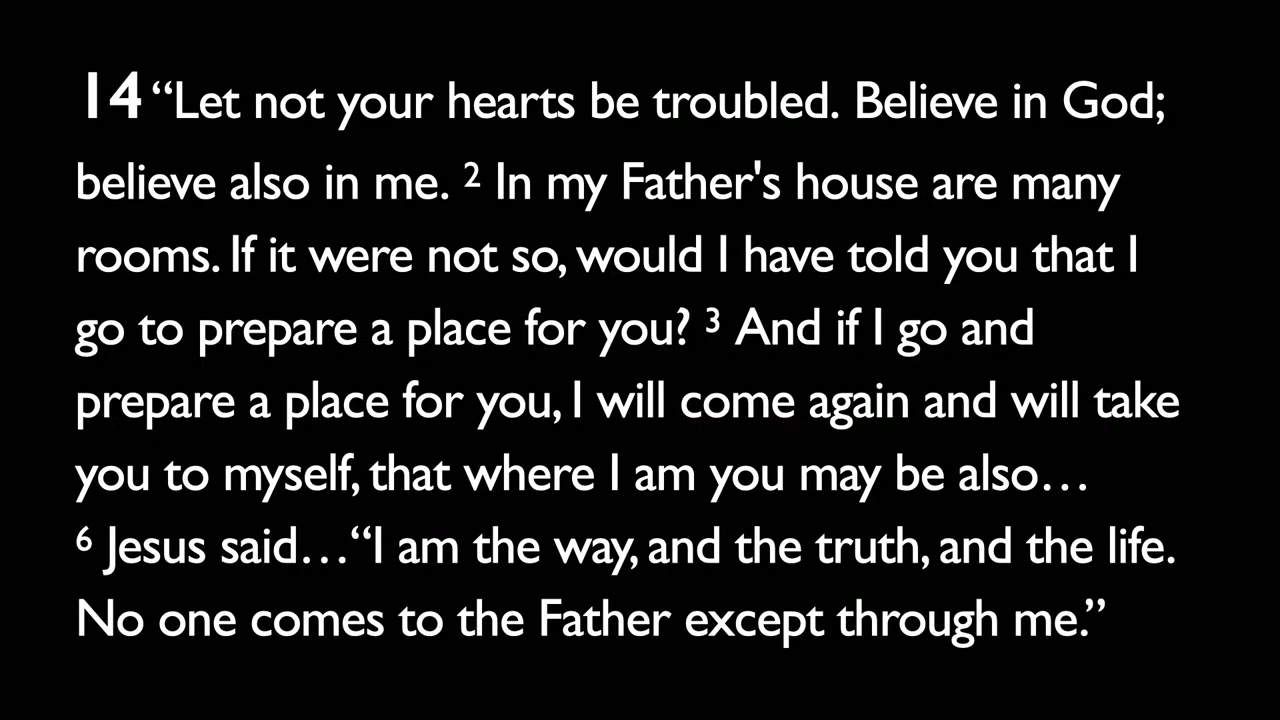 14 “Let not your hearts be troubled. Believe in God;
believe also in me. ² In my Father's house are many
rooms. If it were not so, would I have told you that I
go to prepare a place for you? ³ And if I go and
prepare a place for you, I will come again and will take
you to myself, that where I am you may be also…
⁶ Jesus said…“I am the way, and the truth, and the life.
No one comes to the Father except through me.”